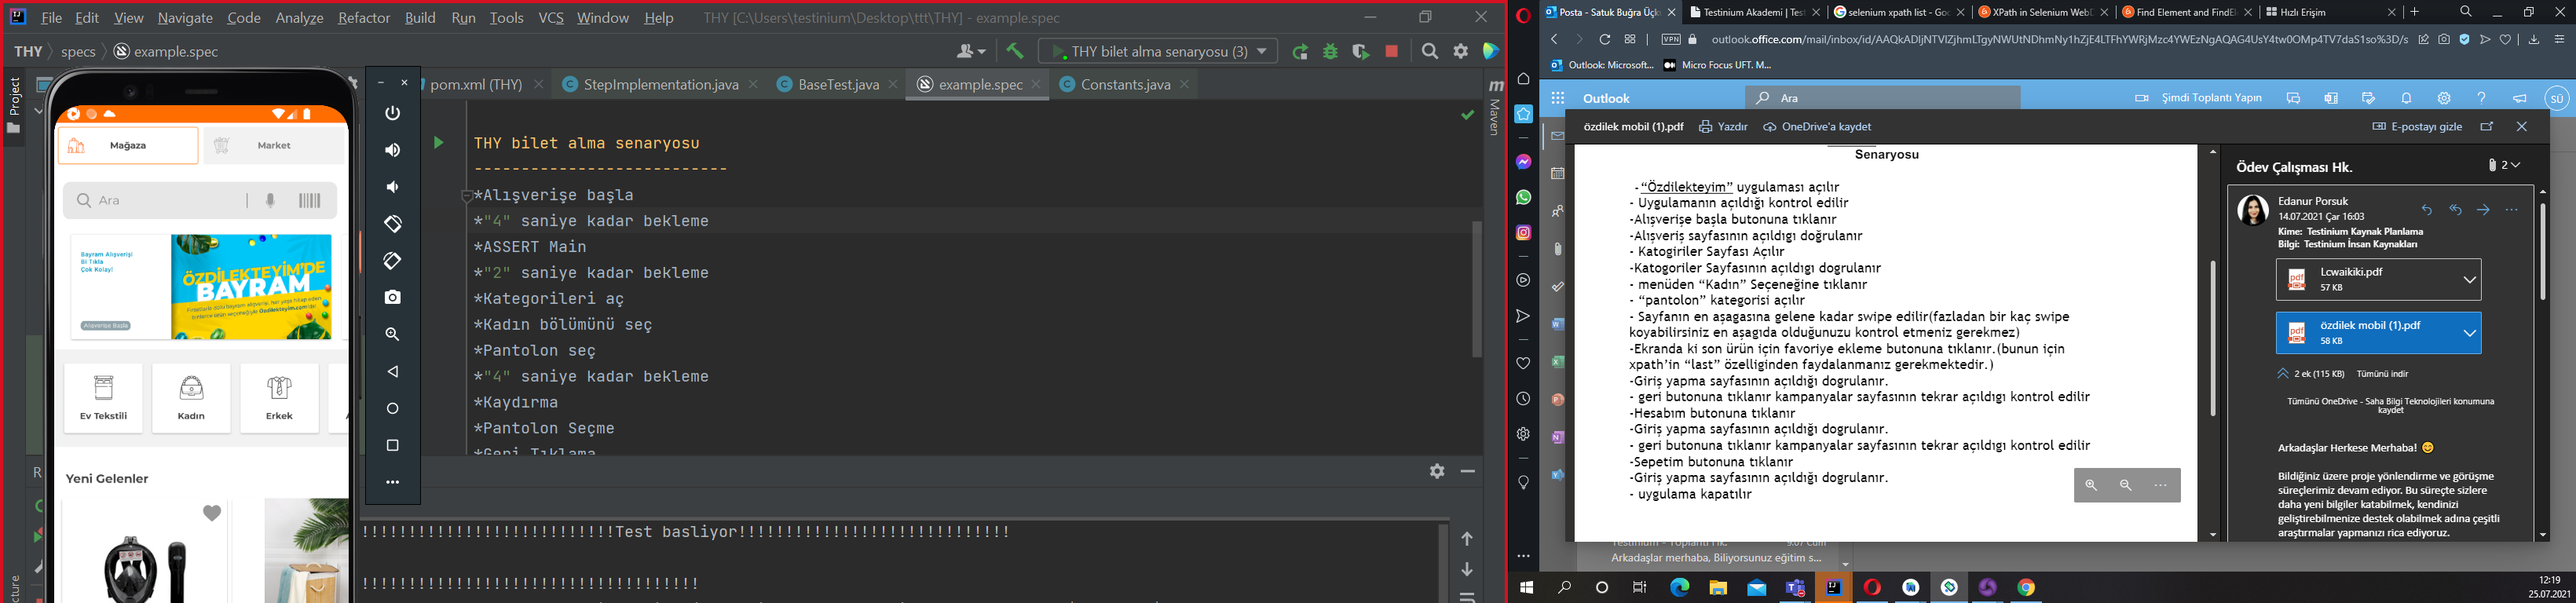 File Edit View Navigate Code Analyze Refactor Build Run Tools VCS Window Help THY [C:\Users\testinium\Desktop\ttt\THY] - example.spec
THY specs example.spec
THY bilet alma senaryosu (3)
Project
pom.xml (THY) StepImplementation.java BaseTest.java example.spec Constants.java
Maven
THY bilet alma senaryosu
---------------------------
*Alışverişe başla
*"4" saniye kadar bekleme
*ASSERT Main
*"2" saniye kadar bekleme
*Kategorileri aç
*Kadın bölümünü seç
*Pantolon seç
*"4" saniye kadar bekleme
*Kaydırma
*Pantolon Seçme
*Geri Tıklama
!!!!!!!!!!!!!!!!!!!!!!!!!!!Test basliyor!!!!!!!!!!!!!!!!!!!!!!!!!!!!!
!!!!!!!!!!!!!!!!!!!!!!!!!!!!!!!!!!!!
Mağaza Market
Ara
Bayram Alışverişi
Bi Tıkla
Çok Kolay!
ÖZDİLEKTEYİM'DE
BAYRAM
Alışverişe Başla
Ev Tekstili Kadın Erkek
Yeni Gelenler
Posta - Satuk Buğra Üçk Testinium Akademi | Test selenium xpath list - Goo XPath in Selenium WebD Find Element and FindEl Hızlı Erişim
VPN outlook.office.com/mail/inbox/id/AAQkADljNTVlZjhmLTgyNWUtNDhmNy1hZjE4LTFhYWRjMzc4YWEzNgAQAG4UsY4tw0OMp4TV7daS1so%3D/s
Outlook: Microsoft... Micro Focus UFT. M...
Outlook Ara Şimdi Toplantı Yapın SÜ
özdilek mobil (1).pdf Yazdır OneDrive'a kaydet E-postayı gizle
Senaryosu
-"Özdilekteyim" uygulaması açılır
- Uygulamanın açıldığı kontrol edilir
-Alışverişe başla butonuna tıklanır
-Alışveriş sayfasının açıldıgı doğrulanır
- Katogiriler Sayfası Açılır
-Katogoriler Sayfasının açıldıgı dogrulanır
- menüden "Kadın" Seçeneğine tıklanır
- "pantolon" kategorisi açılır
- Sayfanın en aşagasına gelene kadar swipe edilir(fazladan bir kaç swipe
koyabilirsiniz en aşagıda olduğunuzu kontrol etmeniz gerekmez)
-Ekranda ki son ürün için favoriye ekleme butonuna tıklanır.(bunun için
xpath'in "last" özelliginden faydalanmanız gerekmektedir.)
-Giriş yapma sayfasının açıldığı dogrulanır.
- geri butonuna tıklanır kampanyalar sayfasının tekrar açıldıgı kontrol edilir
-Hesabım butonuna tıklanır
-Giriş yapma sayfasının açıldığı dogrulanır.
- geri butonuna tıklanır kampanyalar sayfasının tekrar açıldıgı kontrol edilir
-Sepetim butonuna tıklanır
-Giriş yapma sayfasının açıldığı dogrulanır.
- uygulama kapatılır
Ödev Çalışması Hk. 2
Edanur Porsuk
14.07.2021 Çar 16:03
Kime: Testinium Kaynak Planlama
Bilgi: Testinium İnsan Kaynakları
Lcwaikiki.pdf
57 KB
özdilek mobil (1).pdf
58 KB
2 ek (115 KB) Tümünü indir
Tümünü OneDrive - Saha Bilgi Teknolojileri konumuna
kaydet
Arkadaşlar Herkese Merhaba!
Bildiğiniz üzere proje yönlendirme ve görüşme
süreçlerimiz devam ediyor. Bu süreçte sizlere
daha yeni bilgiler katabilmek, kendinizi
geliştirebilmenize destek olabilmek adına çeşitli
araştırmalar yapmanızı rica ediyoruz.
Arkadaşlar merhaba, Biliyorsunuz eğitim s...
12:19
25.07.2021